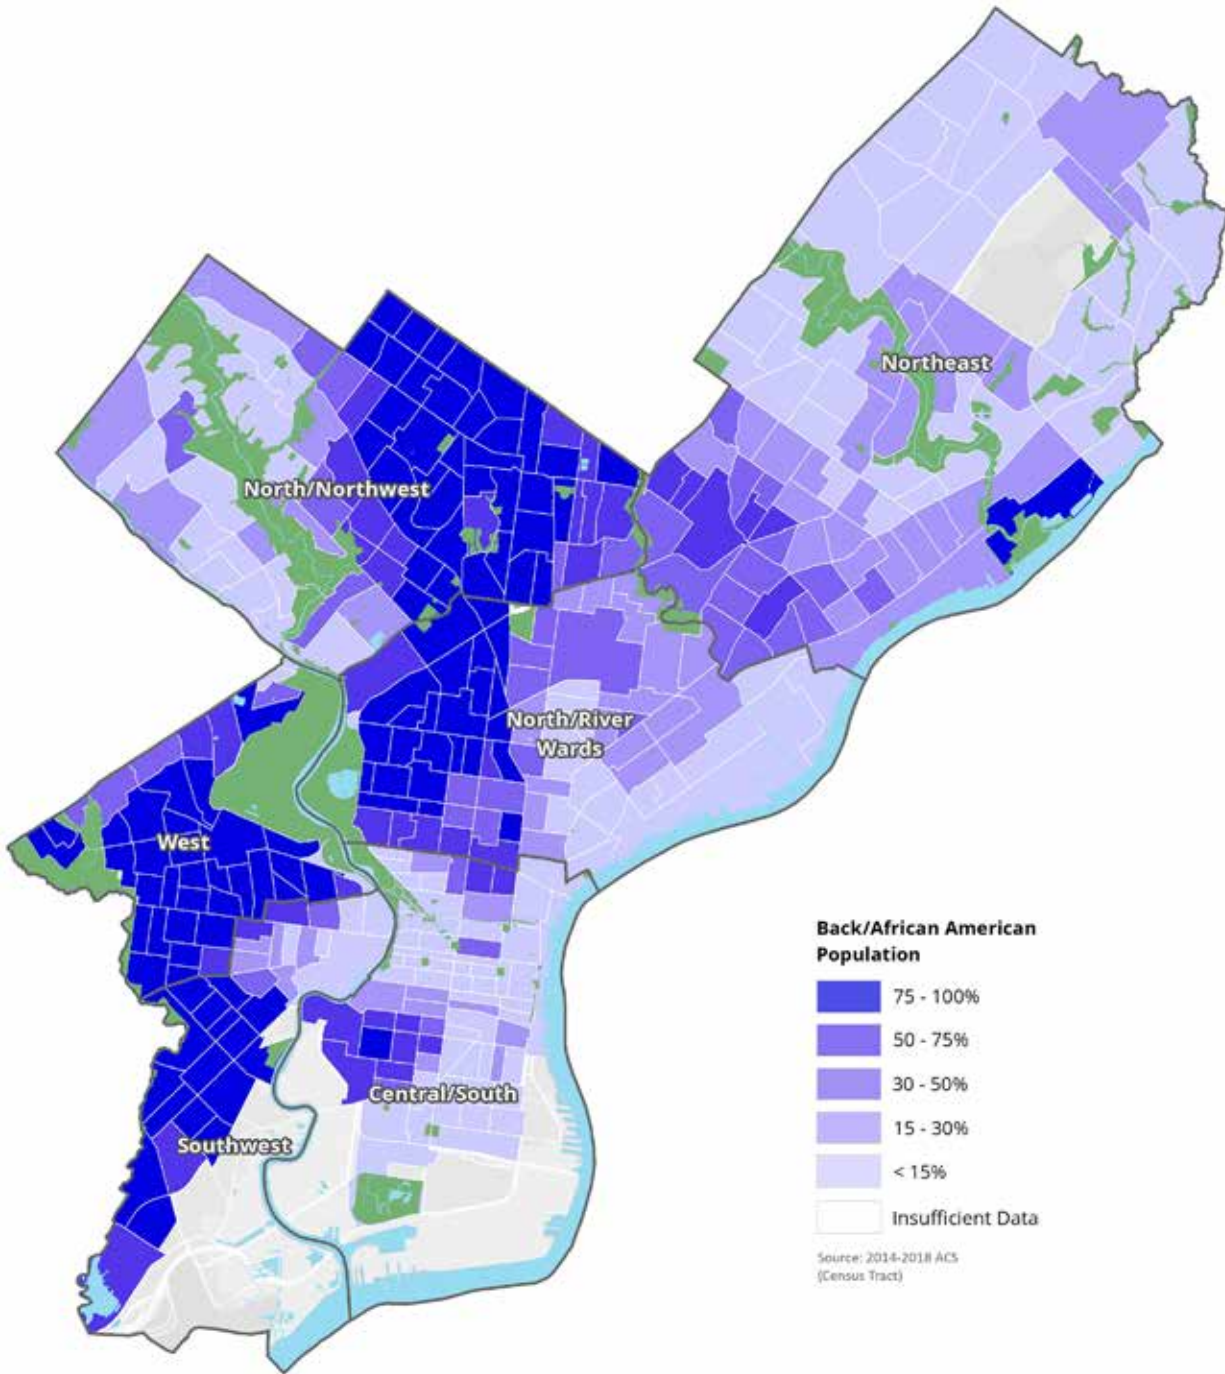 Northeast
North/Northwest
North/River
Wards
West
Central/South
Southwest
Back/African American
Population
75 - 100%
50 - 75%
30 - 50%
15 - 30%
< 15%
Insufficient Data
Source: 2014-2018 ACS
(Census Tract)